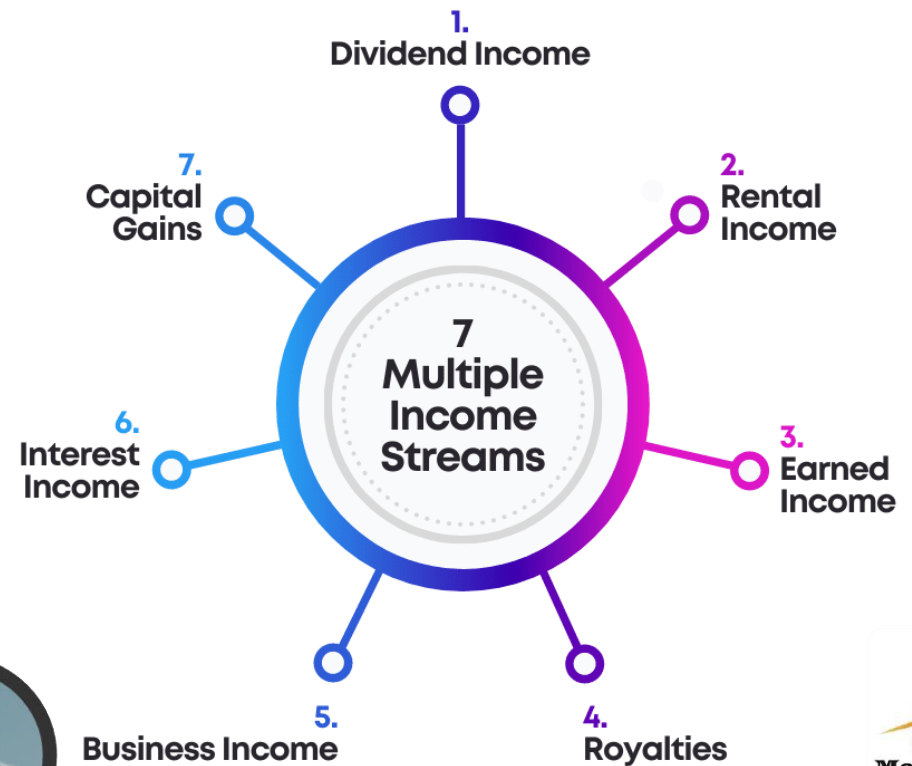 1.
Dividend Income
2.
Rental
Income
3.
Earned
Income
4.
Royalties
5.
Business Income
6.
Interest
Income
7.
Capital
Gains
7
Multiple
Income
Streams